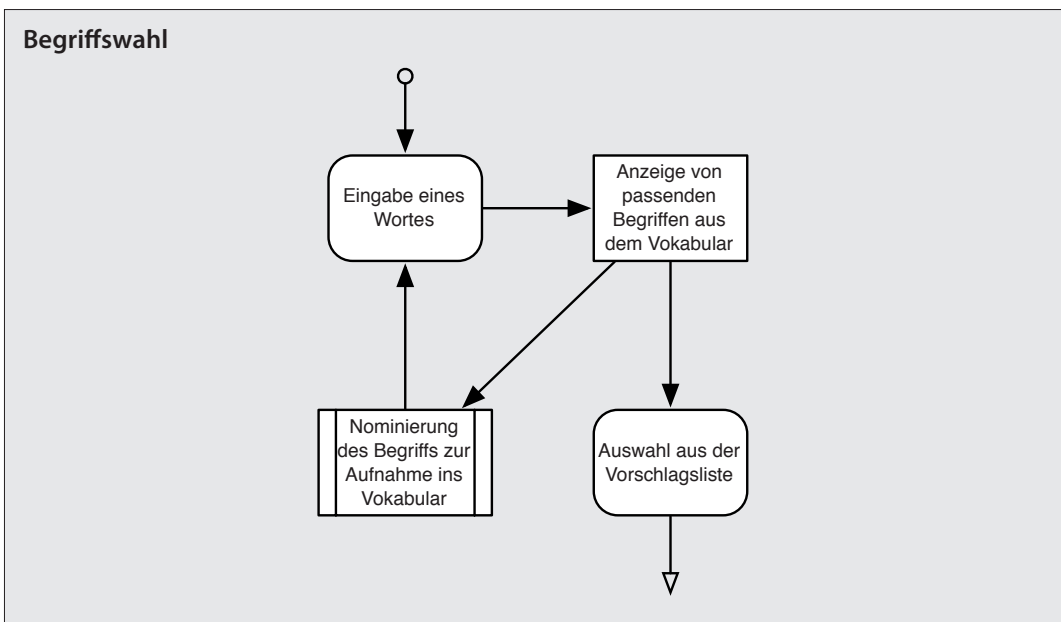 Begriffswahl
Eingabe eines
Wortes
Anzeige von
passenden
Begriffen aus
dem Vokabular
Nominierung
des Begriffs zur
Aufnahme ins
Vokabular
Auswahl aus der
Vorschlagsliste